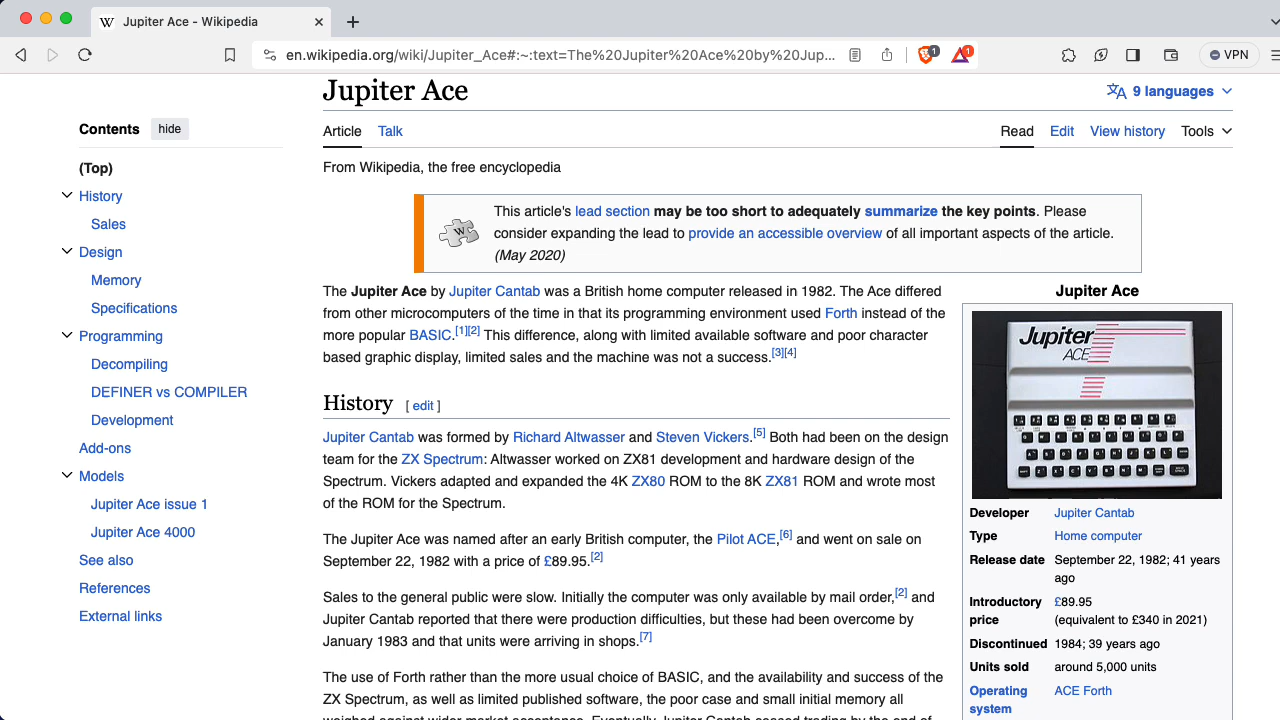 Jupiter Ace - Wikipedia
en.wikipedia.org/wiki/Jupiter_Ace#:~:text=The%20Jupiter%20Ace%20by%20Jup...
1
1
VPN
Jupiter Ace
9 languages
Contents hide
Article Talk
Read Edit View history Tools
(Top)
History
Sales
Design
Memory
Specifications
Programming
Decompiling
DEFINER vs COMPILER
Development
Add-ons
Models
Jupiter Ace issue 1
Jupiter Ace 4000
See also
References
External links
From Wikipedia, the free encyclopedia
W
This article's lead section may be too short to adequately summarize the key points. Please
consider expanding the lead to provide an accessible overview of all important aspects of the article.
(May 2020)
The Jupiter Ace by Jupiter Cantab was a British home computer released in 1982. The Ace differed
from other microcomputers of the time in that its programming environment used Forth instead of the
more popular BASIC.[1][2] This difference, along with limited available software and poor character
based graphic display, limited sales and the machine was not a success.[3][4]
History [ edit ]
Jupiter Cantab was formed by Richard Altwasser and Steven Vickers.[5] Both had been on the design
team for the ZX Spectrum: Altwasser worked on ZX81 development and hardware design of the
Spectrum. Vickers adapted and expanded the 4K ZX80 ROM to the 8K ZX81 ROM and wrote most
of the ROM for the Spectrum.
The Jupiter Ace was named after an early British computer, the Pilot ACE,[6] and went on sale on
September 22, 1982 with a price of £89.95.[2]
Sales to the general public were slow. Initially the computer was only available by mail order,[2] and
Jupiter Cantab reported that there were production difficulties, but these had been overcome by
January 1983 and that units were arriving in shops.[7]
The use of Forth rather than the more usual choice of BASIC, and the availability and success of the
ZX Spectrum, as well as limited published software, the poor case and small initial memory all
weighed against wider market acceptance. Eventually Jupiter Cantab ceased trading by the end of
Jupiter Ace
Jupiter
ACE
Developer Jupiter Cantab
Type Home computer
Release date September 22, 1982; 41 years
ago
Introductory £89.95
price (equivalent to £340 in 2021)
Discontinued 1984; 39 years ago
Units sold around 5,000 units
Operating ACE Forth
system